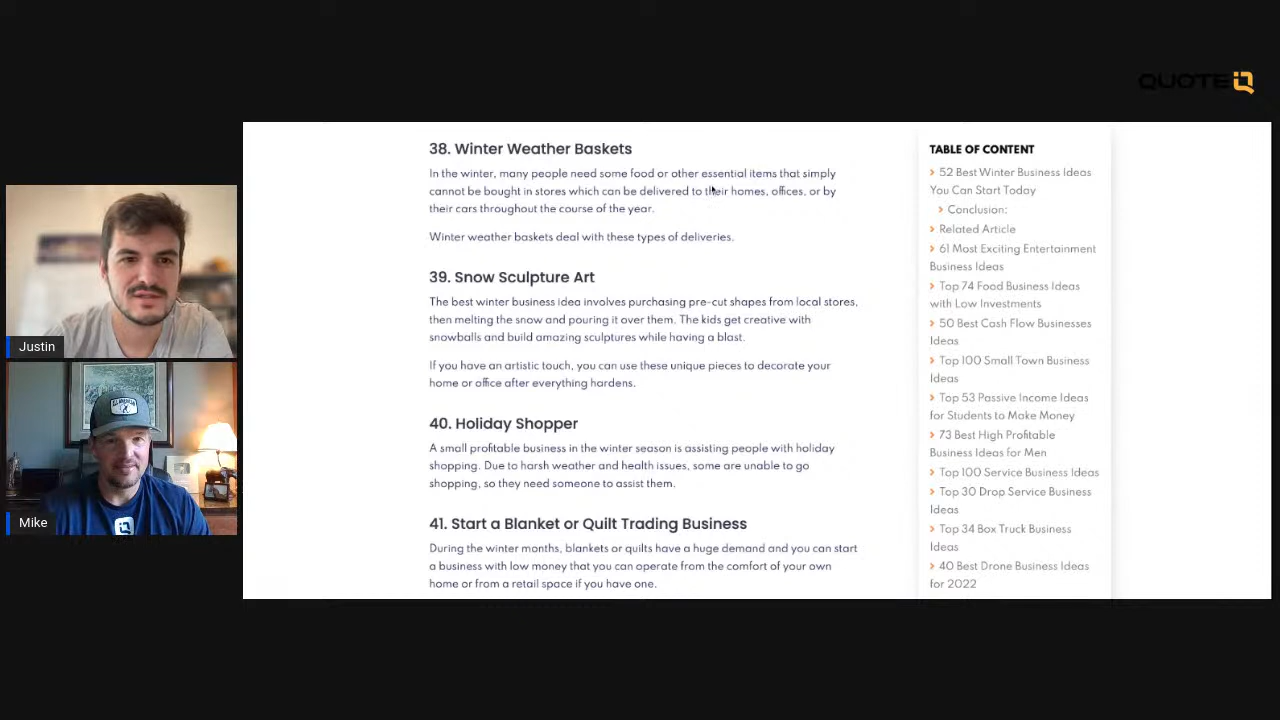 QUOTE IQ
38. Winter Weather Baskets
In the winter, many people need some food or other essential items that simply
cannot be bought in stores which can be delivered to their homes, offices, or by
their cars throughout the course of the year.
Winter weather baskets deal with these types of deliveries.
39. Snow Sculpture Art
The best winter business idea involves purchasing pre-cut shapes from local stores,
then melting the snow and pouring it over them. The kids get creative with
snowballs and build amazing sculptures while having a blast.
If you have an artistic touch, you can use these unique pieces to decorate your
home or office after everything hardens.
40. Holiday Shopper
A small profitable business in the winter season is assisting people with holiday
shopping. Due to harsh weather and health issues, some are unable to go
shopping, so they need someone to assist them.
41. Start a Blanket or Quilt Trading Business
During the winter months, blankets or quilts have a huge demand and you can start
a business with low money that you can operate from the comfort of your own
home or from a retail space if you have one.
TABLE OF CONTENT
52 Best Winter Business Ideas
You Can Start Today
Conclusion:
Related Article
61 Most Exciting Entertainment
Business Ideas
Top 74 Food Business Ideas
with Low Investments
50 Best Cash Flow Businesses
Ideas
Top 100 Small Town Business
Ideas
Top 53 Passive Income Ideas
for Students to Make Money
73 Best High Profitable
Business Ideas for Men
Top 100 Service Business Ideas
Top 30 Drop Service Business
Ideas
Top 34 Box Truck Business
Ideas
40 Best Drone Business Ideas
for 2022
Justin
Mike